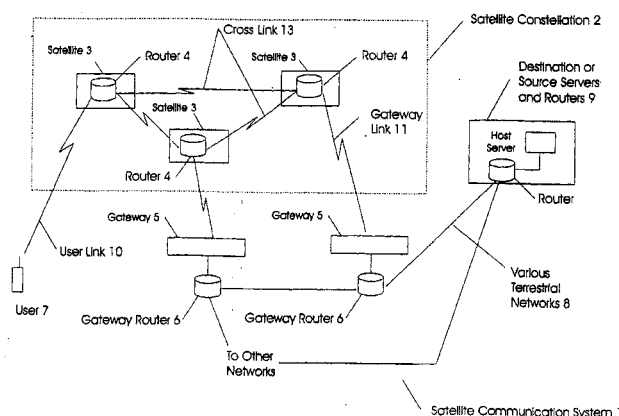 Satellite Constellation 2
Cross Link 13
Satellite 3
Router 4
Satellite 3
Router 4
Satellite 3
Router 4
Gateway
Link 11
Destination or
Source Servers
and Routers 9
Host
Server
Router
Gateway 5
Gateway 5
User Link 10
User 7
Various
Terrestrial
Networks 8
Gateway Router 6
Gateway Router 6
To Other
Networks
Satellite Communication System